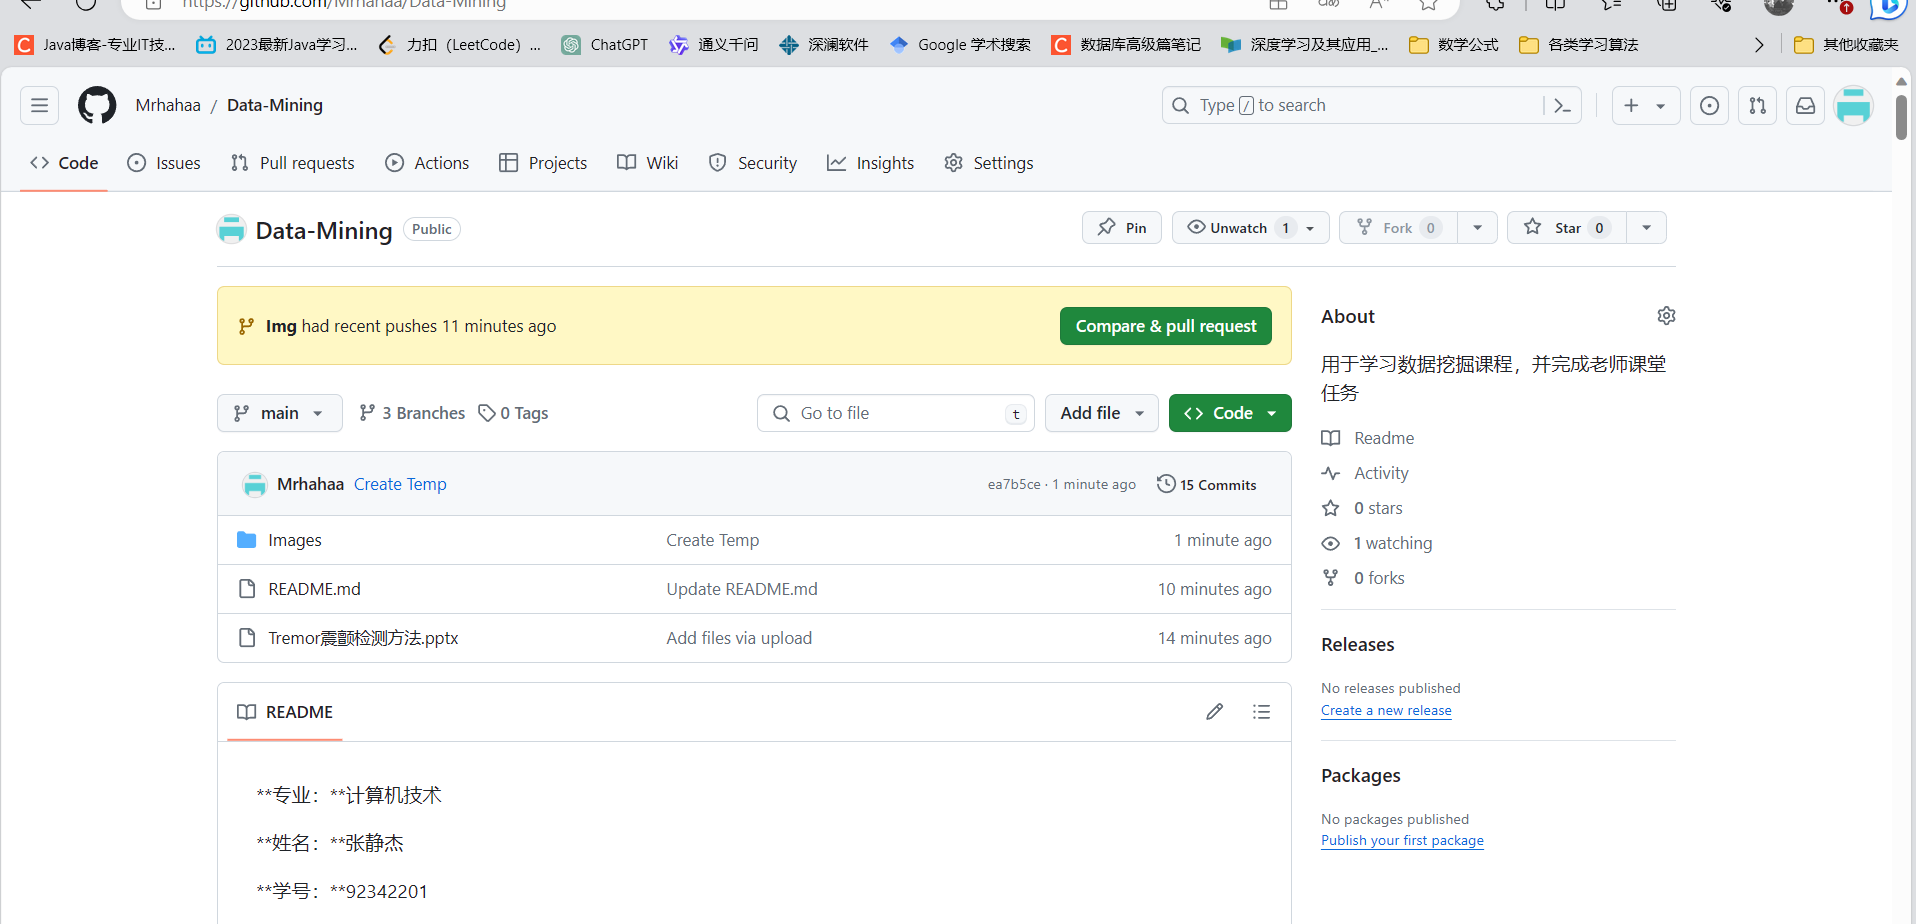 https://github.com/Mrhahaa/Data-Mining
Java博客-专业IT技... 2023最新Java学习... 力扣（LeetCode）... ChatGPT 通义千问 深澜软件 Google 学术搜索 数据库高级篇笔记 深度学习及其应用_... 数学公式 各类学习算法 其他收藏夹
Mrhahaa / Data-Mining Type / to search
Code Issues Pull requests Actions Projects Wiki Security Insights Settings
Data-Mining Public Pin Unwatch 1 Fork 0 Star 0
Img had recent pushes 11 minutes ago Compare & pull request
main 3 Branches 0 Tags Go to file t Add file Code
Mrhahaa Create Temp ea7b5ce · 1 minute ago 15 Commits
Images Create Temp 1 minute ago
README.md Update README.md 10 minutes ago
Tremor震颤检测方法.pptx Add files via upload 14 minutes ago
README
**专业：**计算机技术
**姓名：**张静杰
**学号：**92342201
About
用于学习数据挖掘课程，并完成老师课堂
任务
Readme
Activity
0 stars
1 watching
0 forks
Releases
No releases published
Create a new release
Packages
No packages published
Publish your first package